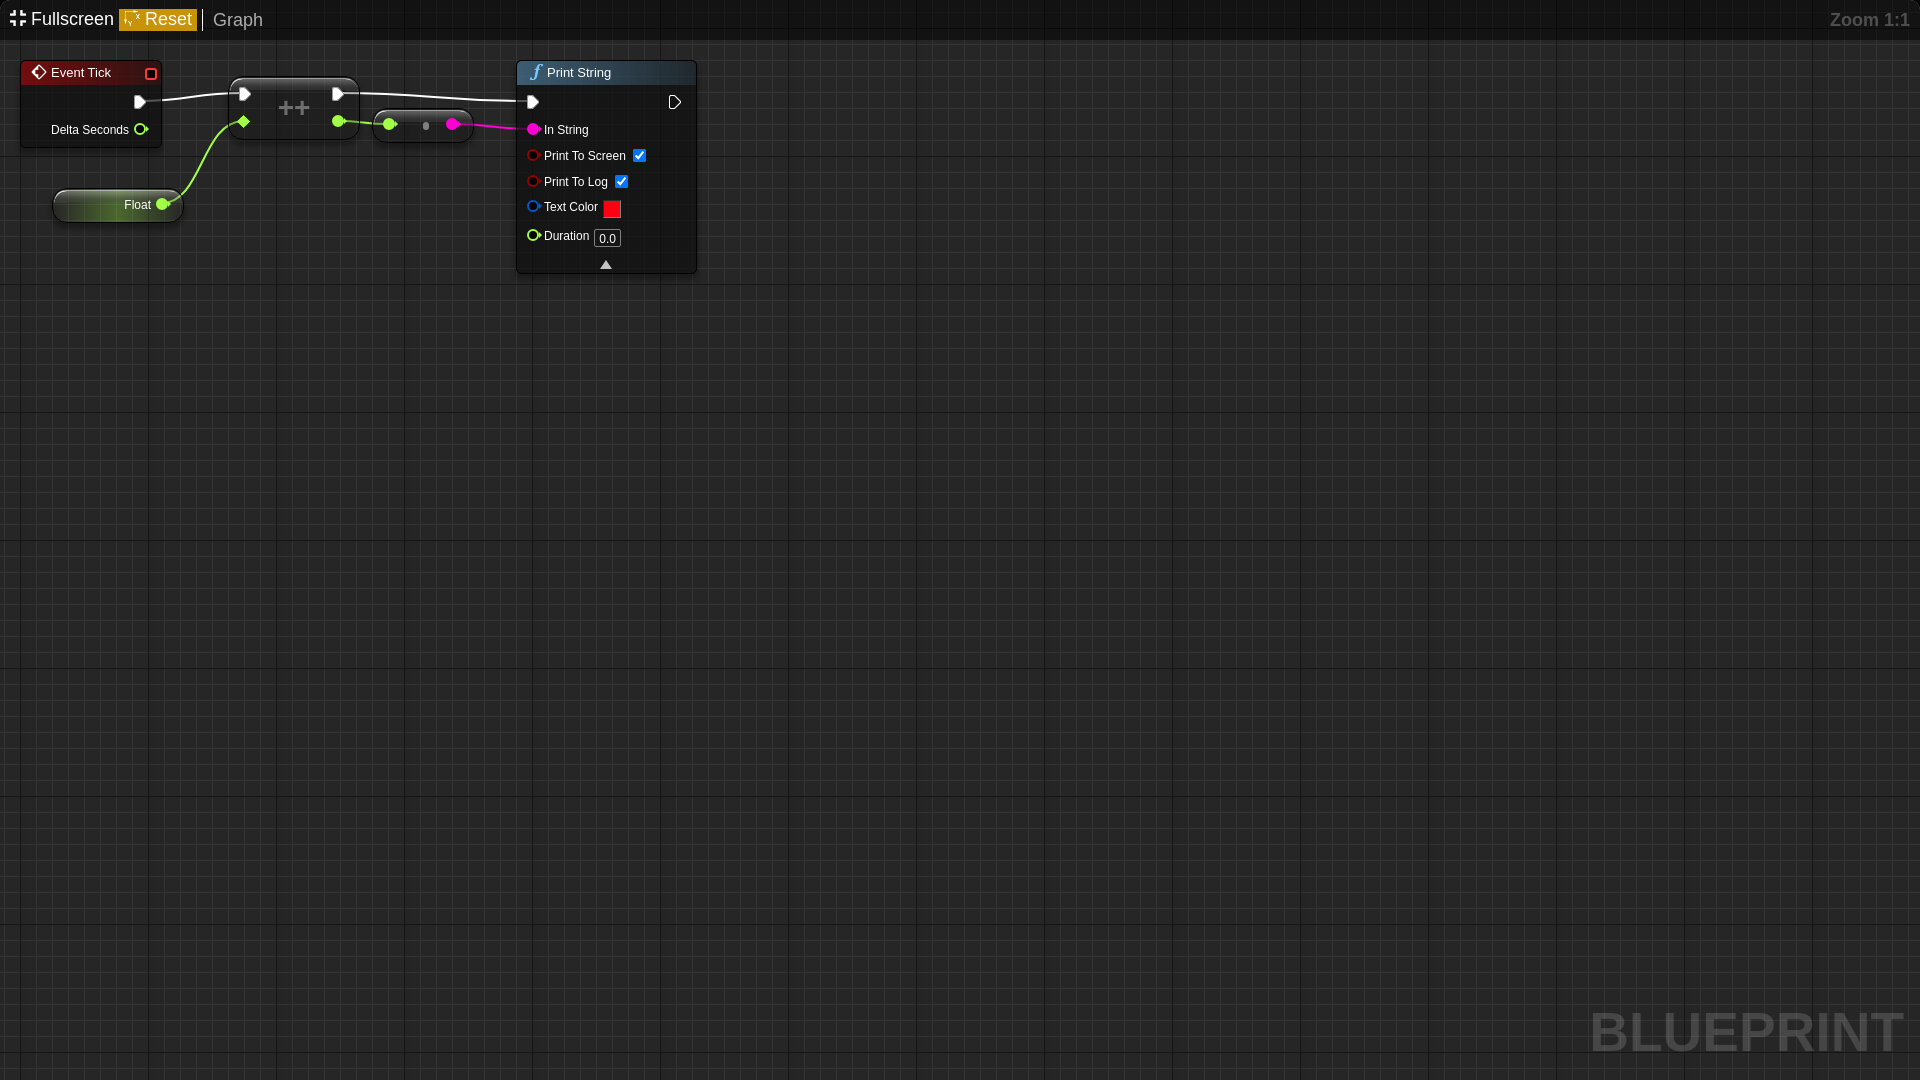 Fullscreen Reset Graph Zoom 1:1
Event Tick
Delta Seconds
Float
++
Print String
In String
Print To Screen
Print To Log
Text Color
Duration 0.0
BLUEPRINT